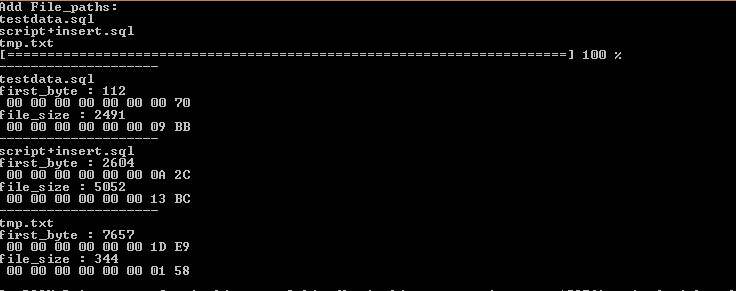 Add File_paths:
testdata.sql
script+insert.sql
tmp.txt
[======================================================================] 100 %
--------------------
testdata.sql
first_byte : 112
00 00 00 00 00 00 00 70
file_size : 2491
00 00 00 00 00 00 09 BB
--------------------
script+insert.sql
first_byte : 2604
00 00 00 00 00 00 0A 2C
file_size : 5052
00 00 00 00 00 00 13 BC
--------------------
tmp.txt
first_byte : 7657
00 00 00 00 00 00 1D E9
file_size : 344
00 00 00 00 00 00 01 58